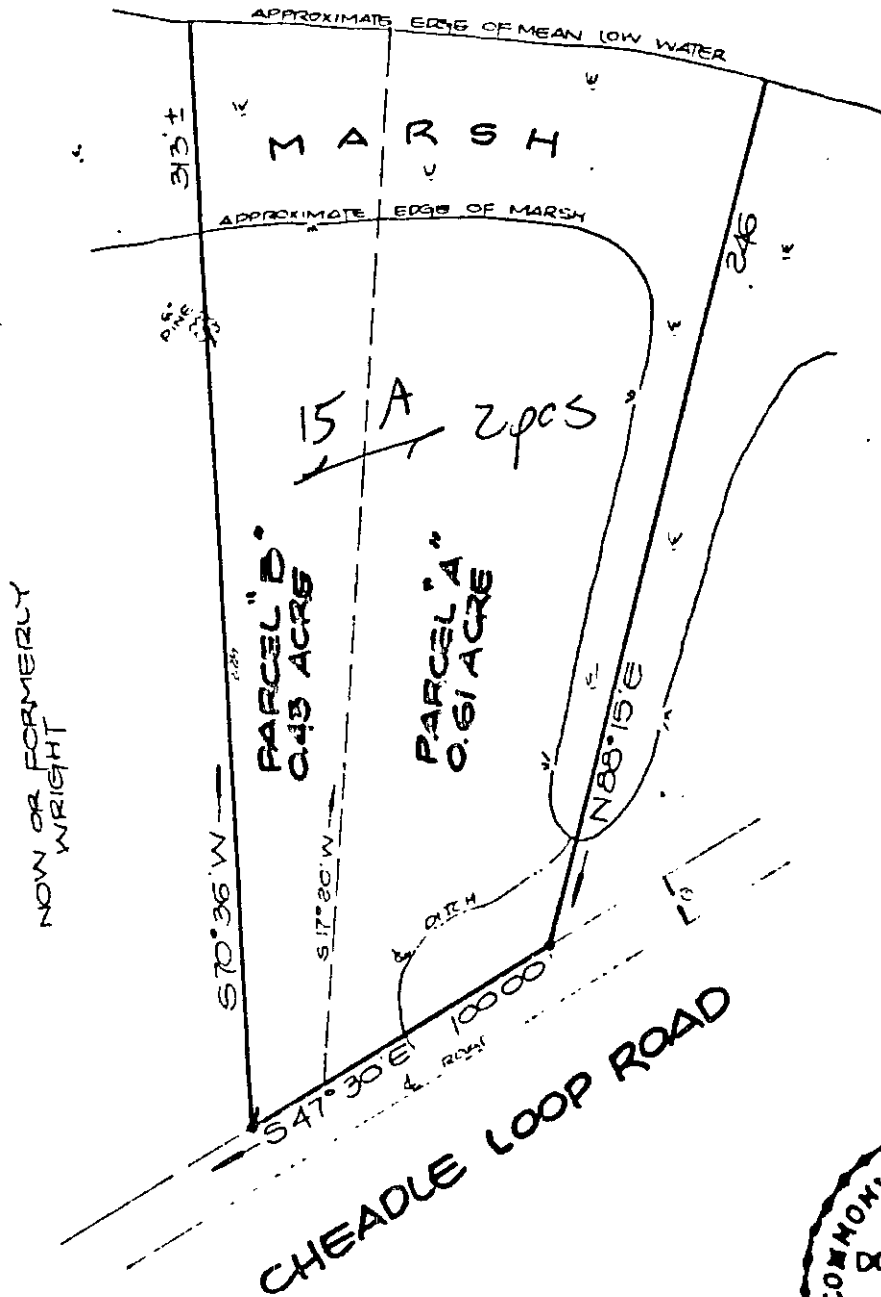 APPROXIMATE EDGE OF MEAN LOW WATER
313'±
MARSH
APPROXIMATE EDGE OF MARSH
246
PINE
15 A 2pcs
PARCEL "B"
0.43 ACRE
PARCEL "A"
0.61 ACRE
NOW OR FORMERLY
WRIGHT
S70°36'W
S17°20'W
N88°15'E
DITCH
S47°30'E 100.00'
CHEADLE LOOP ROAD